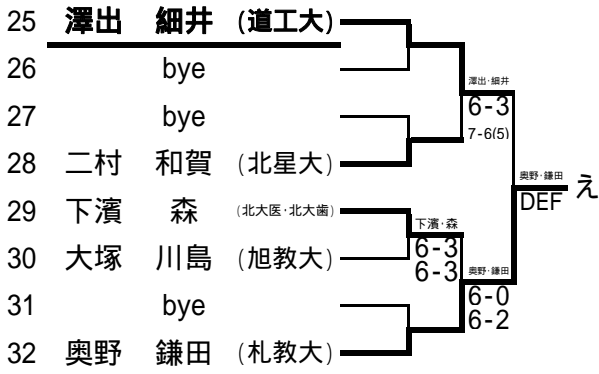 25 澤出 細井 (道工大)
26 bye
27 bye
28 二村 和賀 (北星大)
29 下濱 森 (北大医・北大歯)
30 大塚 川島 (旭教大)
31 bye
32 奥野 鎌田 (札教大)
澤出・細井
6-3
7-6(5)
下濱・森
6-3
6-3
奥野・鎌田
6-0
6-2
奥野・鎌田
DEF
え